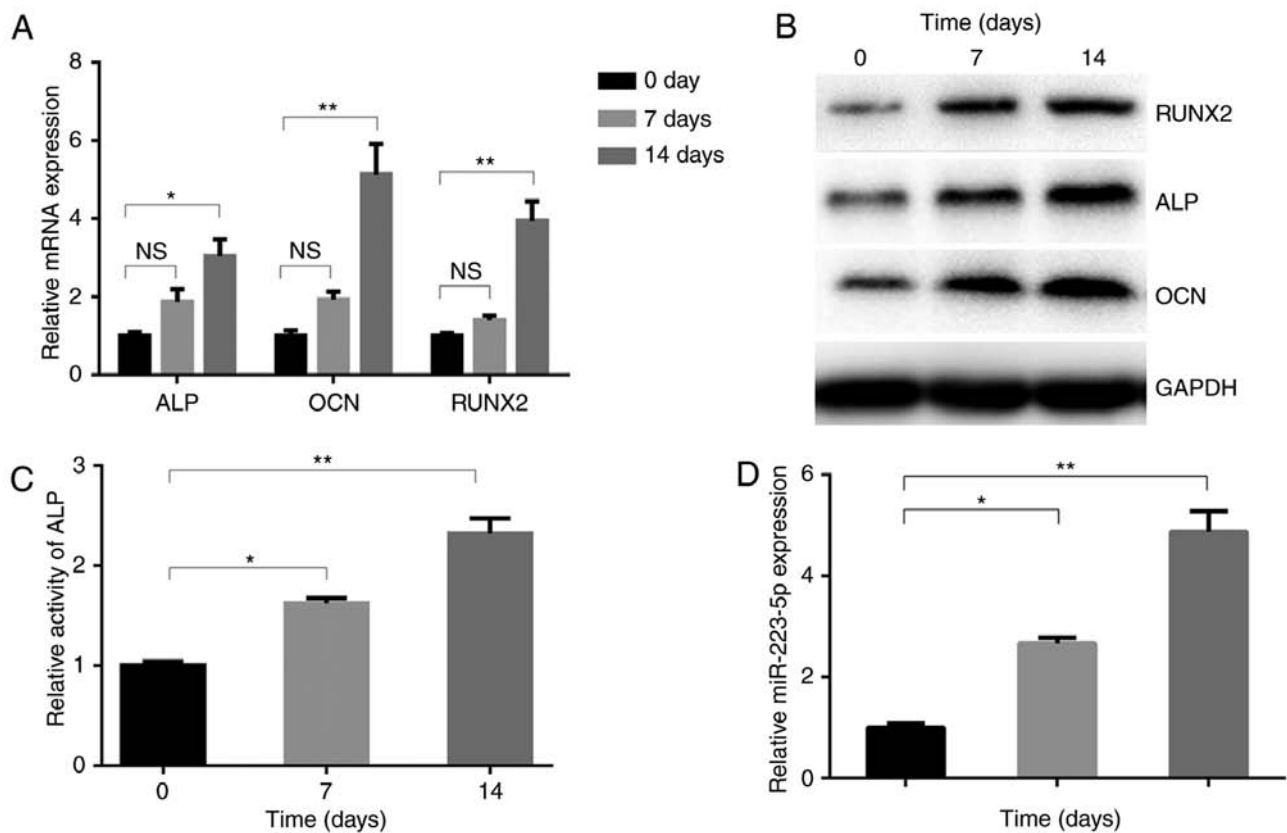 A
Relative mRNA expression
8
6
4
2
0
NS
*
NS
**
NS
**
ALP
OCN
RUNX2
0 day
7 days
14 days
B
Time (days)
0 7 14
RUNX2
ALP
OCN
GAPDH
C
Relative activity of ALP
3
2
1
0
*
**
0 7 14
Time (days)
D
Relative miR-223-5p expression
6
4
2
0
*
**
Time (days)